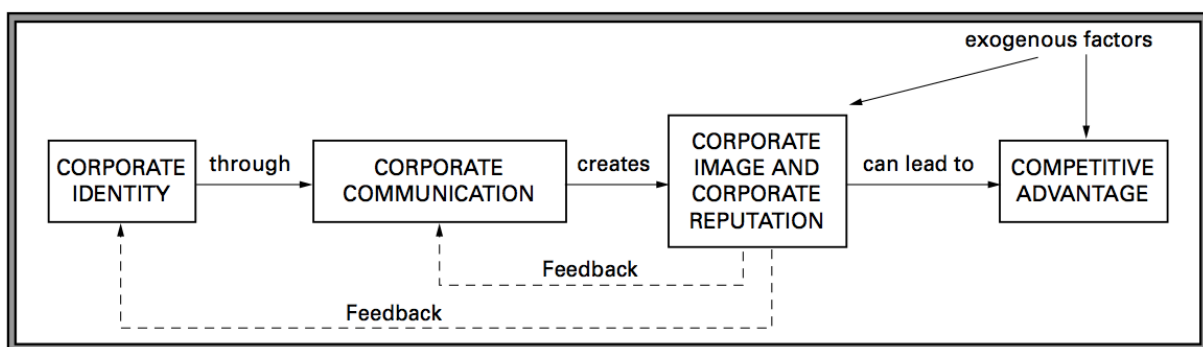 exogenous factors
CORPORATE
IDENTITY
through
CORPORATE
COMMUNICATION
creates
CORPORATE
IMAGE AND
CORPORATE
REPUTATION
can lead to
COMPETITIVE
ADVANTAGE
Feedback
Feedback